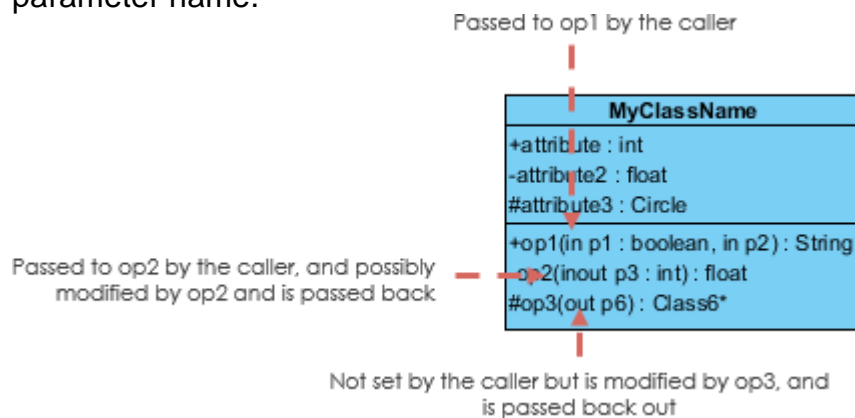 parameter name.
Passed to op1 by the caller
MyClassName
+attribute : int
-attribute2 : float
#attribute3 : Circle
+op1(in p1 : boolean, in p2) : String
Passed to op2 by the caller, and possibly
modified by op2 and is passed back
op2(inout p3 : int) : float
#op3(out p6) : Class6*
Not set by the caller but is modified by op3, and
is passed back out